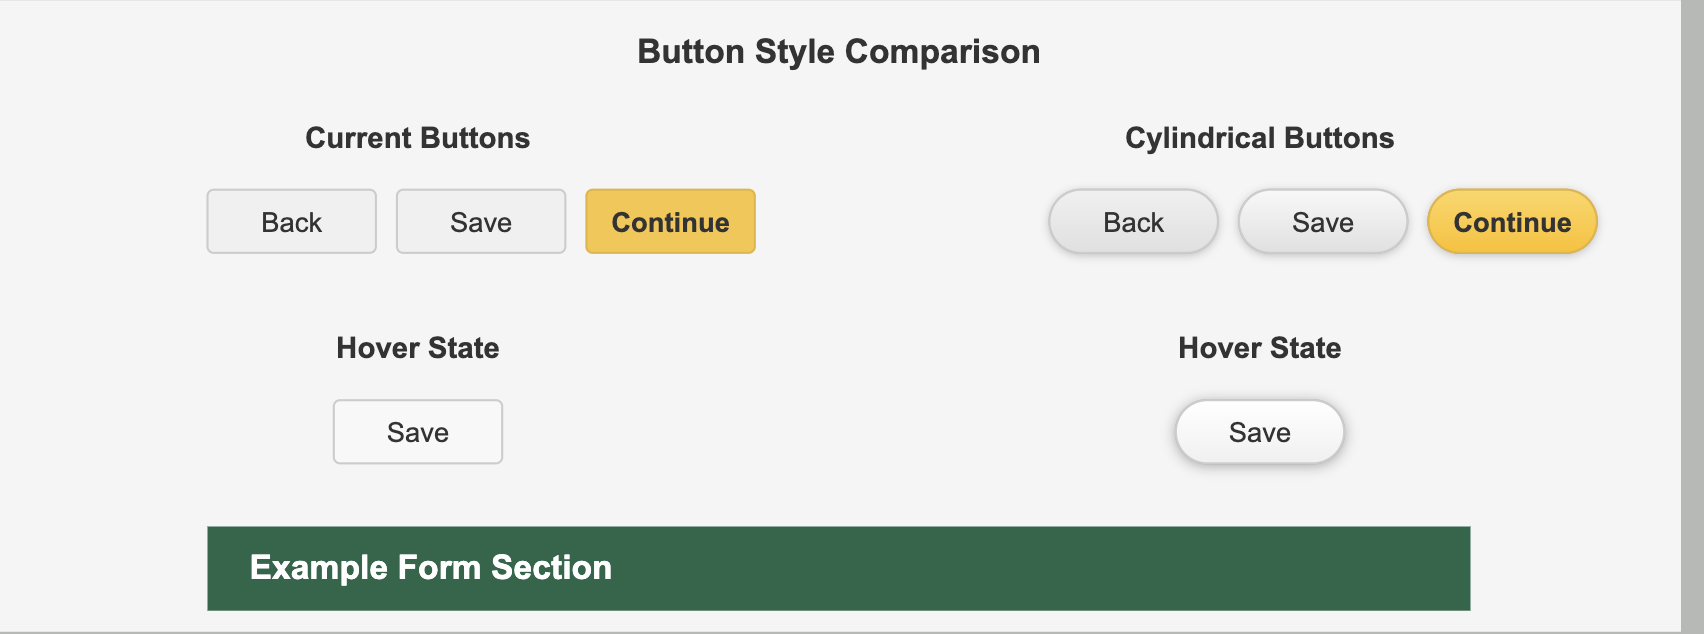 Button Style Comparison
Current Buttons
Cylindrical Buttons
Back Save Continue
Back Save Continue
Hover State
Hover State
Save
Save
Example Form Section